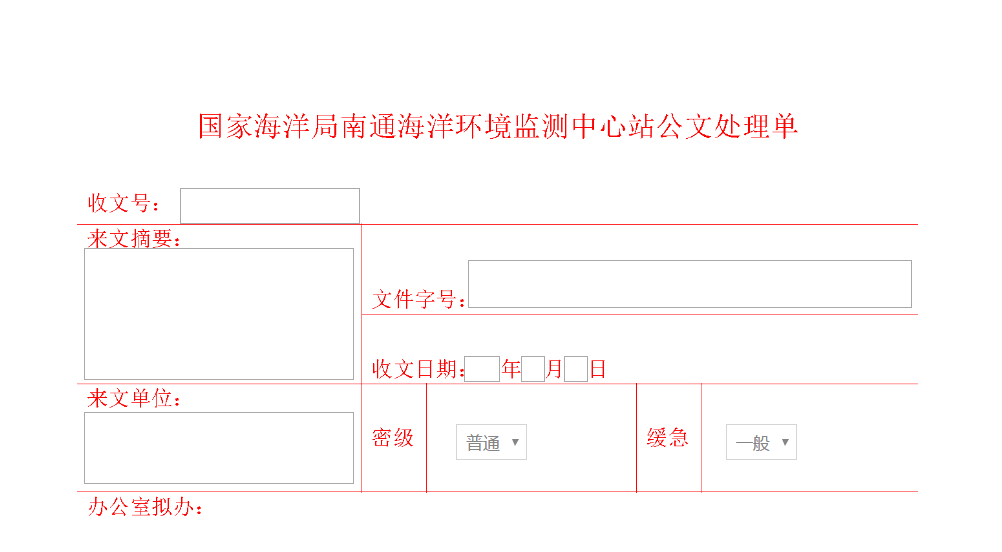 国家海洋局南通海洋环境监测中心站公文处理单
收文号：
来文摘要：
文件字号：
收文日期： 年 月 日
来文单位：
密级 普通 缓急 一般
办公室拟办：